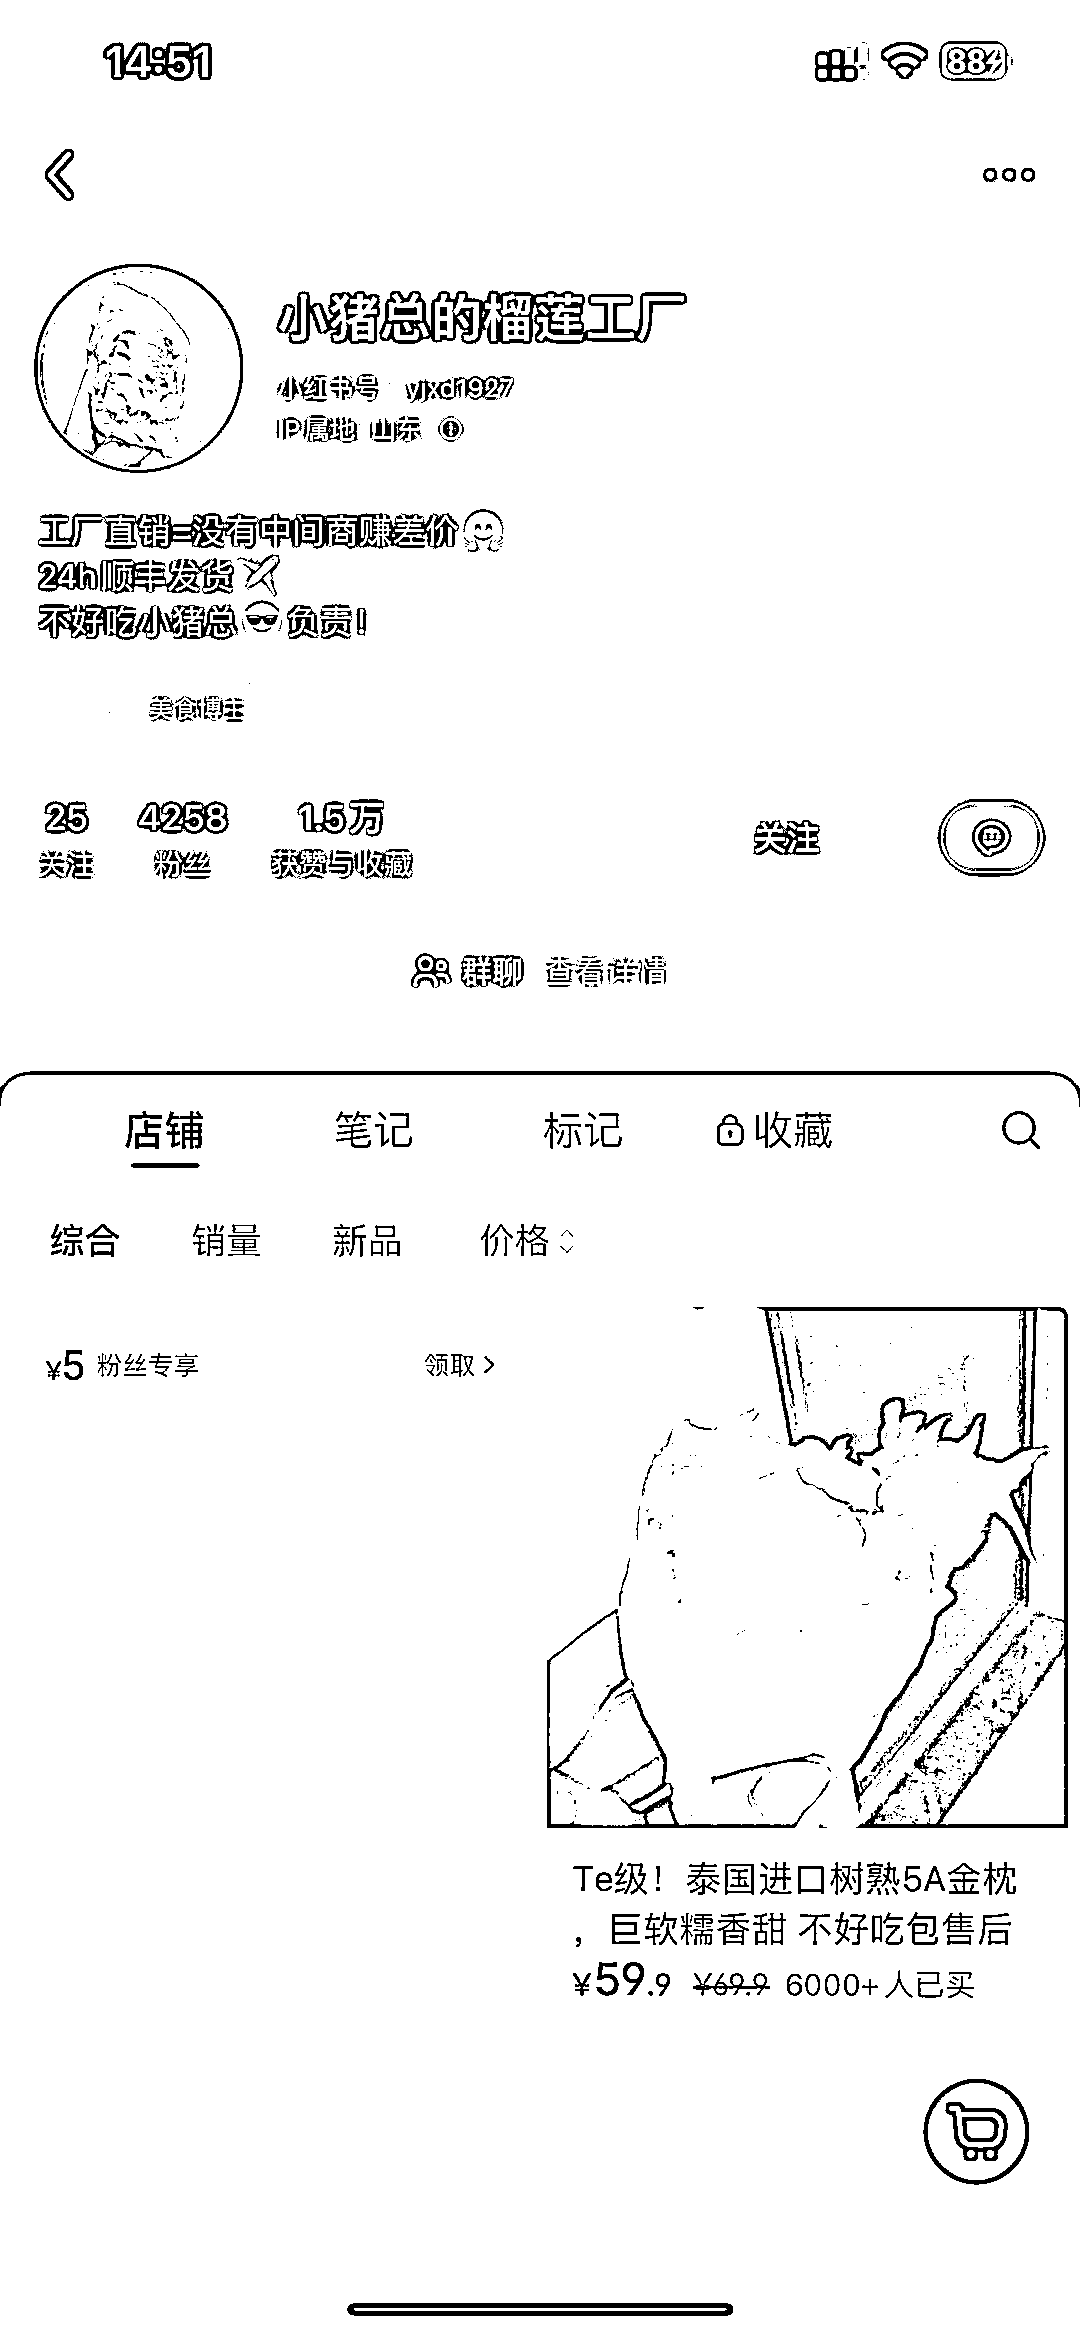 14:51
88
小猪总的榴莲工厂
小红书号 yjxd1927
IP属地 山东
工厂直销=没有中间商赚差价🤗
24h顺丰发货✈️
不好吃小猪总😎负责!
美食博主
25 4258 1.5万
关注 粉丝 获赞与收藏
关注
群聊 查看详情
店铺 笔记 标记 收藏
综合 销量 新品 价格
¥5 粉丝专享 领取
Te级！泰国进口树熟5A金枕
，巨软糯香甜 不好吃包售后
¥59.9 ¥69.9 6000+人已买